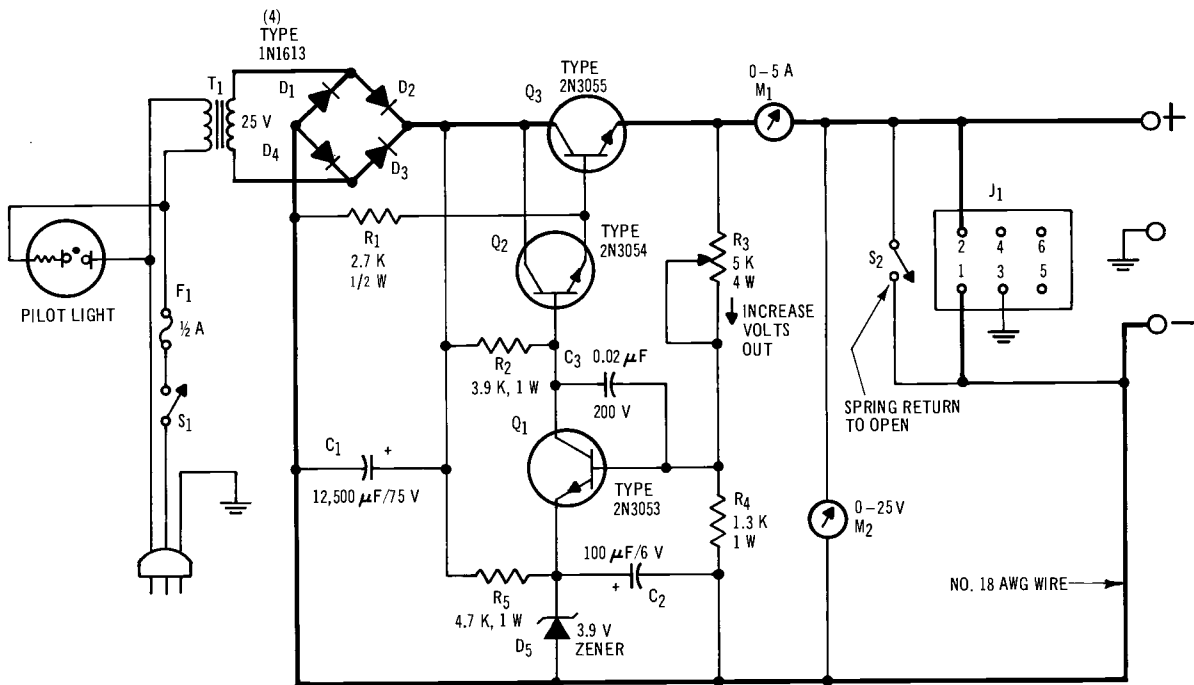 (4)
TYPE
1N1613
T1
25 V
D1
D2
D4
D3
Q3
TYPE
2N3055
0-5 A
M1
+
PILOT LIGHT
F1
½ A
S1
R1
2.7 K
1/2 W
Q2
TYPE
2N3054
R3
5 K
4 W
INCREASE
VOLTS
OUT
S2
J1
2 4 6
1 3 5
−
R2
3.9 K, 1 W
C3
0.02 μF
200 V
SPRING RETURN
TO OPEN
Q1
TYPE
2N3053
C1
+
12,500 μF/75 V
R4
1.3 K
1 W
0-25V
M2
100 μF/6 V
+
C2
R5
4.7 K, 1 W
D5
3.9 V
ZENER
NO. 18 AWG WIRE